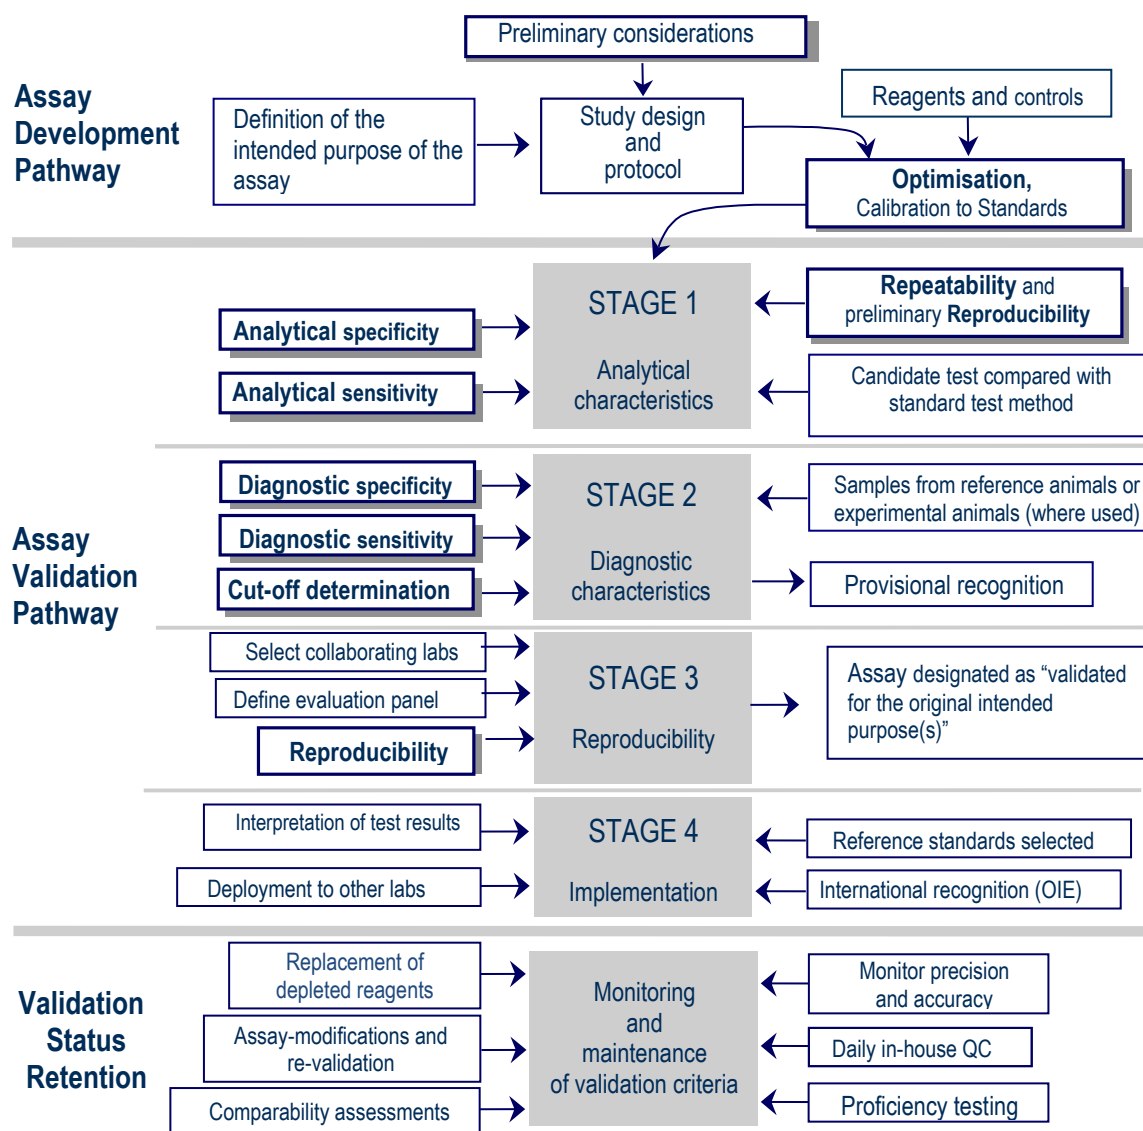 Preliminary considerations
Assay
Development
Pathway
Definition of the
intended purpose of the
assay
Study design
and
protocol
Reagents and controls
Optimisation,
Calibration to Standards
Assay
Validation
Pathway
STAGE 1
Analytical
characteristics
Analytical specificity
Analytical sensitivity
Repeatability and
preliminary Reproducibility
Candidate test compared with
standard test method
STAGE 2
Diagnostic
characteristics
Diagnostic specificity
Diagnostic sensitivity
Cut-off determination
Samples from reference animals or
experimental animals (where used)
Provisional recognition
STAGE 3
Reproducibility
Select collaborating labs
Define evaluation panel
Reproducibility
Assay designated as “validated
for the original intended
purpose(s)”
STAGE 4
Implementation
Interpretation of test results
Deployment to other labs
Reference standards selected
International recognition (OIE)
Validation
Status
Retention
Replacement of
depleted reagents
Assay-modifications and
re-validation
Comparability assessments
Monitoring
and
maintenance
of validation criteria
Monitor precision
and accuracy
Daily in-house QC
Proficiency testing